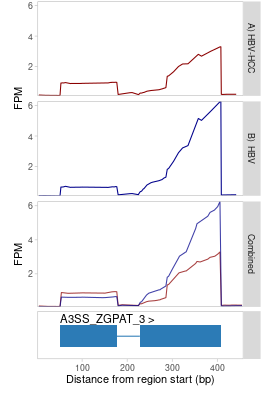 6
4
2
A) HBV-HCC
FPM
6
4
2
B) HBV
6
4
2
FPM
Combined
A3SS_ZGPAT_3 >
100 200 300 400
Distance from region start (bp)